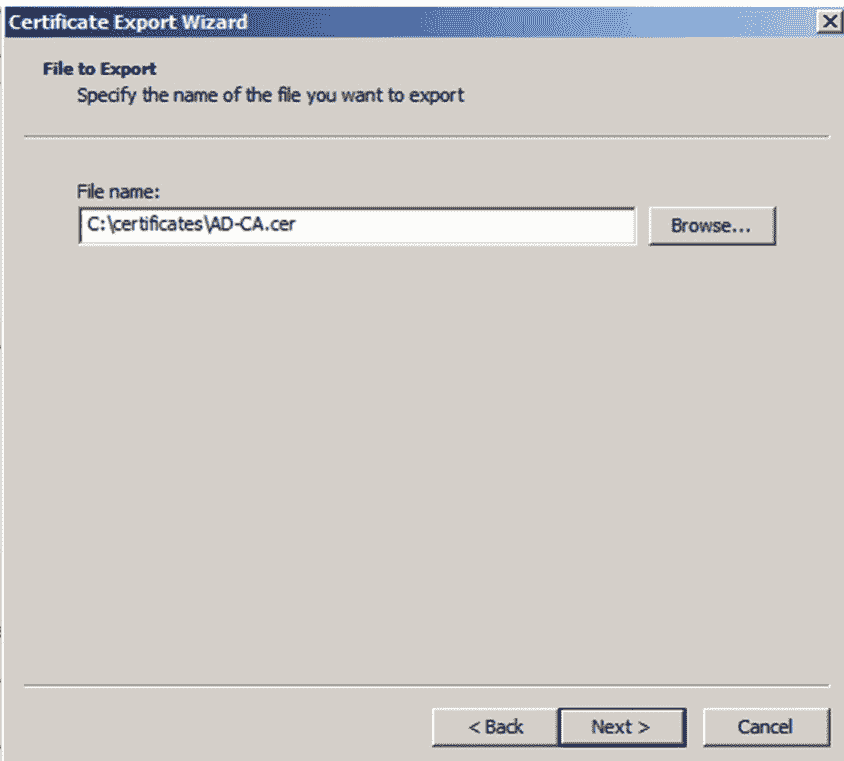 Certificate Export Wizard
File to Export
Specify the name of the file you want to export
File name:
C:\certificates\AD-CA.cer
Browse...
< Back
Next >
Cancel